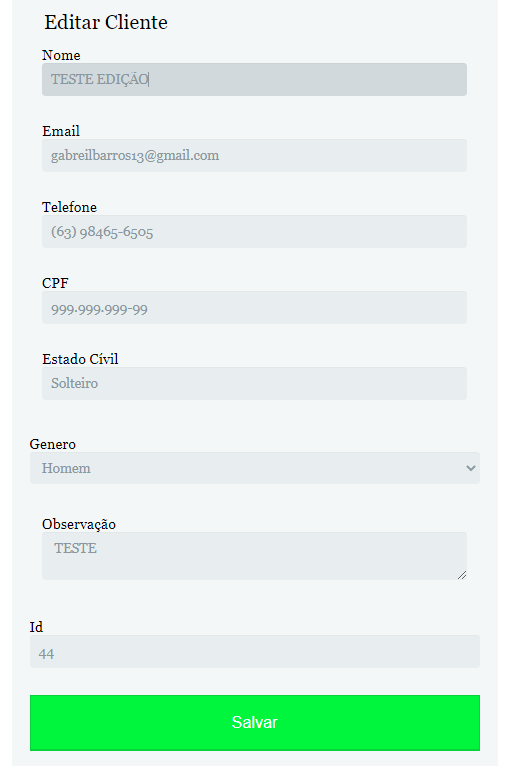 Editar Cliente
Nome
TESTE EDIÇÃO
Email
gabreilbarros13@gmail.com
Telefone
(63) 98465-6505
CPF
999.999.999-99
Estado Cívil
Solteiro
Genero
Homem
Observação
TESTE
Id
44
Salvar